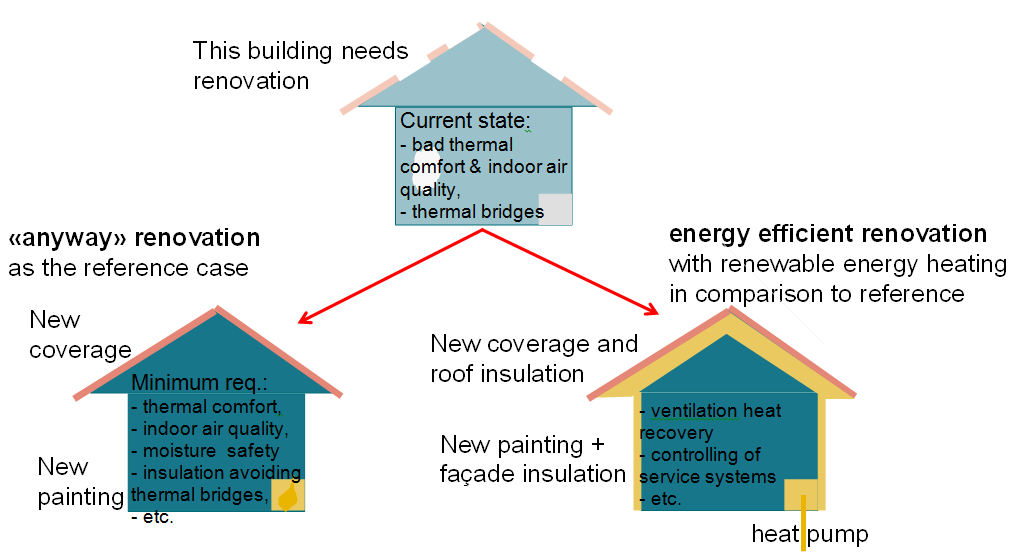 This building needs
renovation
Current state:
- bad thermal
comfort & indoor air
quality,
- thermal bridges
«anyway» renovation
as the reference case
energy efficient renovation
with renewable energy heating
in comparison to reference
New
coverage
Minimum req.:
- thermal comfort,
- indoor air quality,
- moisture safety
- insulation avoiding
thermal bridges,
- etc.
New
painting
New coverage and
roof insulation
New painting +
façade insulation
- ventilation heat
recovery
- controlling of
service systems
- etc.
heat pump